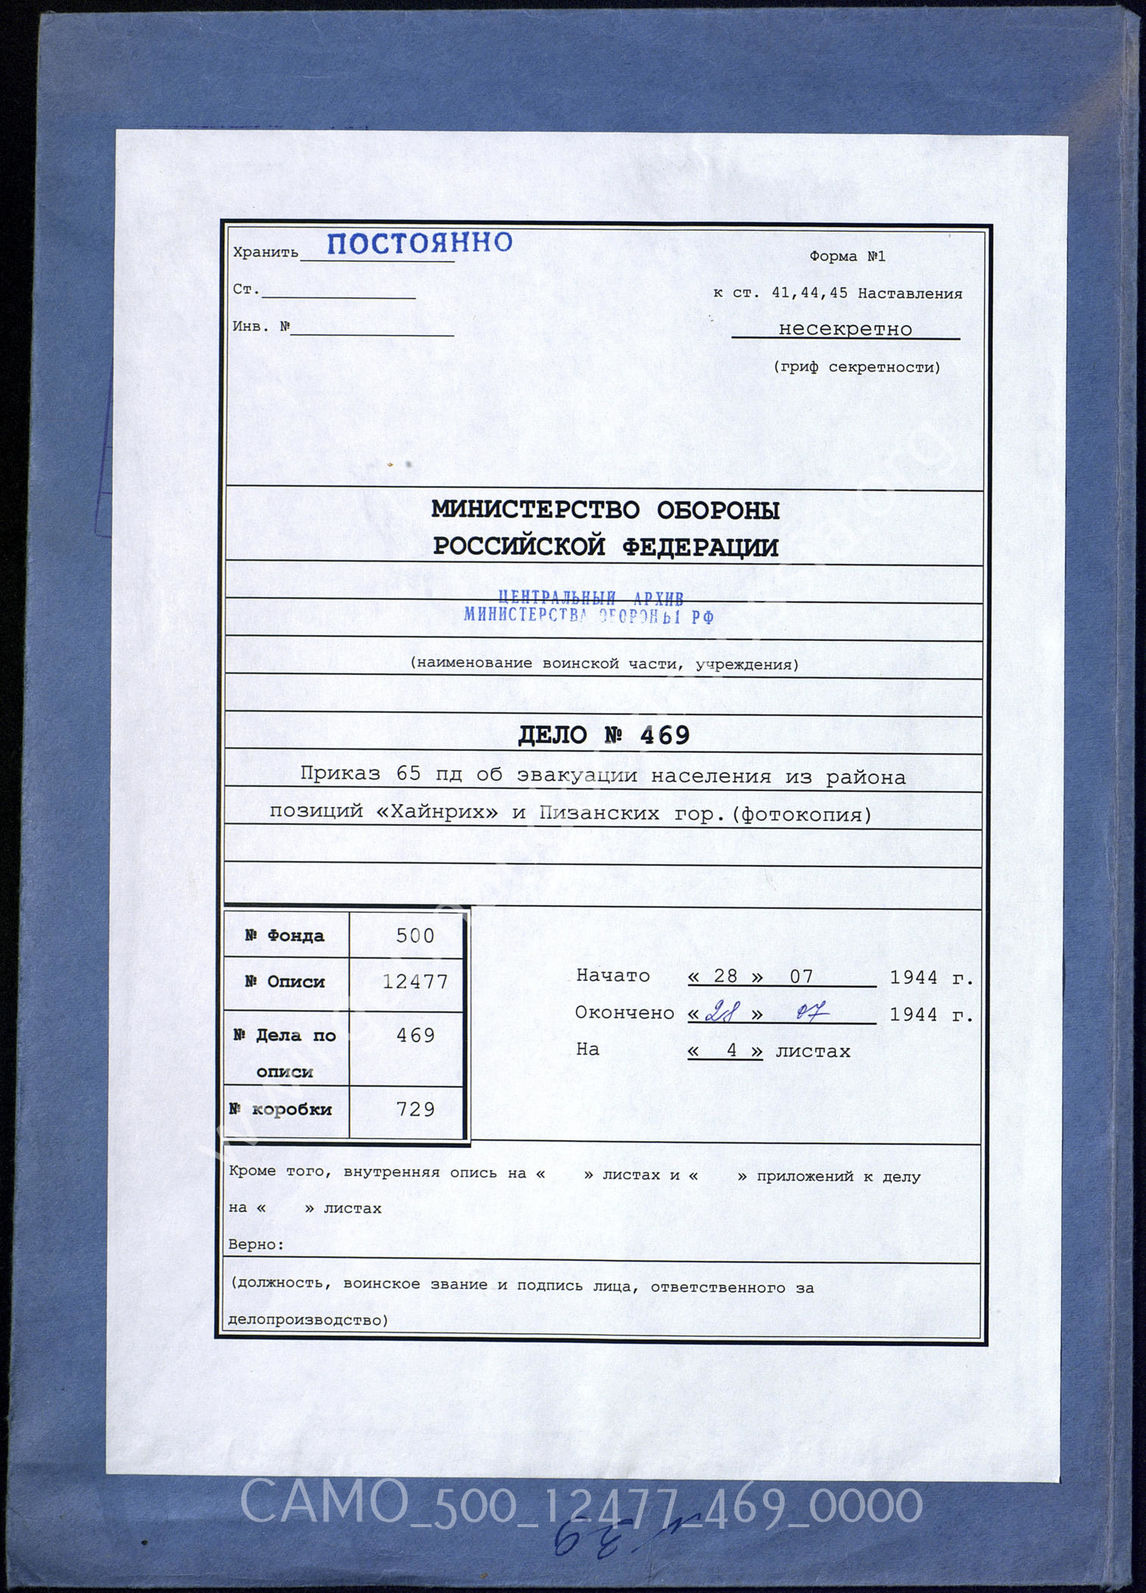 Хранить ПОСТОЯННО
Форма №1
Ст.
к ст. 41,44,45 Наставления
Инв. №
несекретно
(гриф секретности)
МИНИСТЕРСТВО ОБОРОНЫ
РОССИЙСКОЙ ФЕДЕРАЦИИ
ЦЕНТРАЛЬНЫЙ АРХИВ
МИНИСТЕРСТВА ОБОРОНЫ РФ
(наименование воинской части, учреждения)
ДЕЛО № 469
Приказ 65 пд об эвакуации населения из района
позиций «Хайнрих» и Пизанских гор.(фотокопия)
№ Фонда 500
№ Описи 12477
№ Дела по 469
описи
№ коробки 729
Начато « 28 » 07 1944 г.
Окончено « 28 » 07 1944 г.
На « 4 » листах
Кроме того, внутренняя опись на « » листах и « » приложений к делу
на « » листах
Верно:
(должность, воинское звание и подпись лица, ответственного за
делопроизводство)
CAMO_500_12477_469_0000